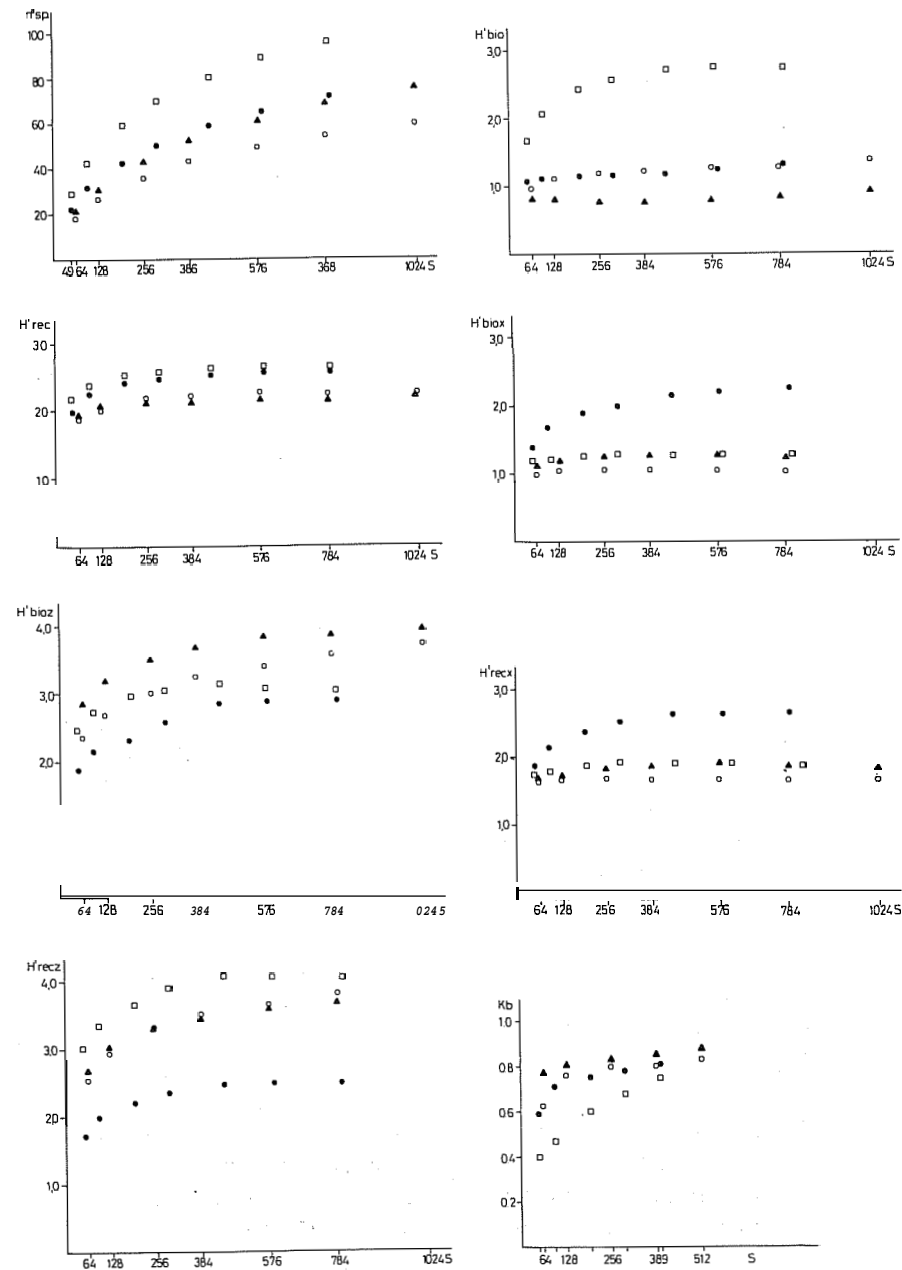 n°sp
100
80
60
40
20
49 64 128 256 386 576 368 1024 S
H'bio
3,0
2,0
1,0
64 128 256 384 576 784 1024 S
H'rec
30
20
10
64 128 256 384 576 784 1024 S
H'biox
3,0
2,0
1,0
64 128 256 384 576 784 1024 S
H'bioz
4,0
3,0
2,0
64 128 256 384 576 784 024 S
H'recx
3,0
2,0
1,0
64 128 256 384 576 784 1024 S
H'recz
4,0
3,0
2,0
1,0
64 128 256 384 576 784 1024 S
Kb
1.0
0.8
0.6
0.4
0.2
64 128 256 389 512 S